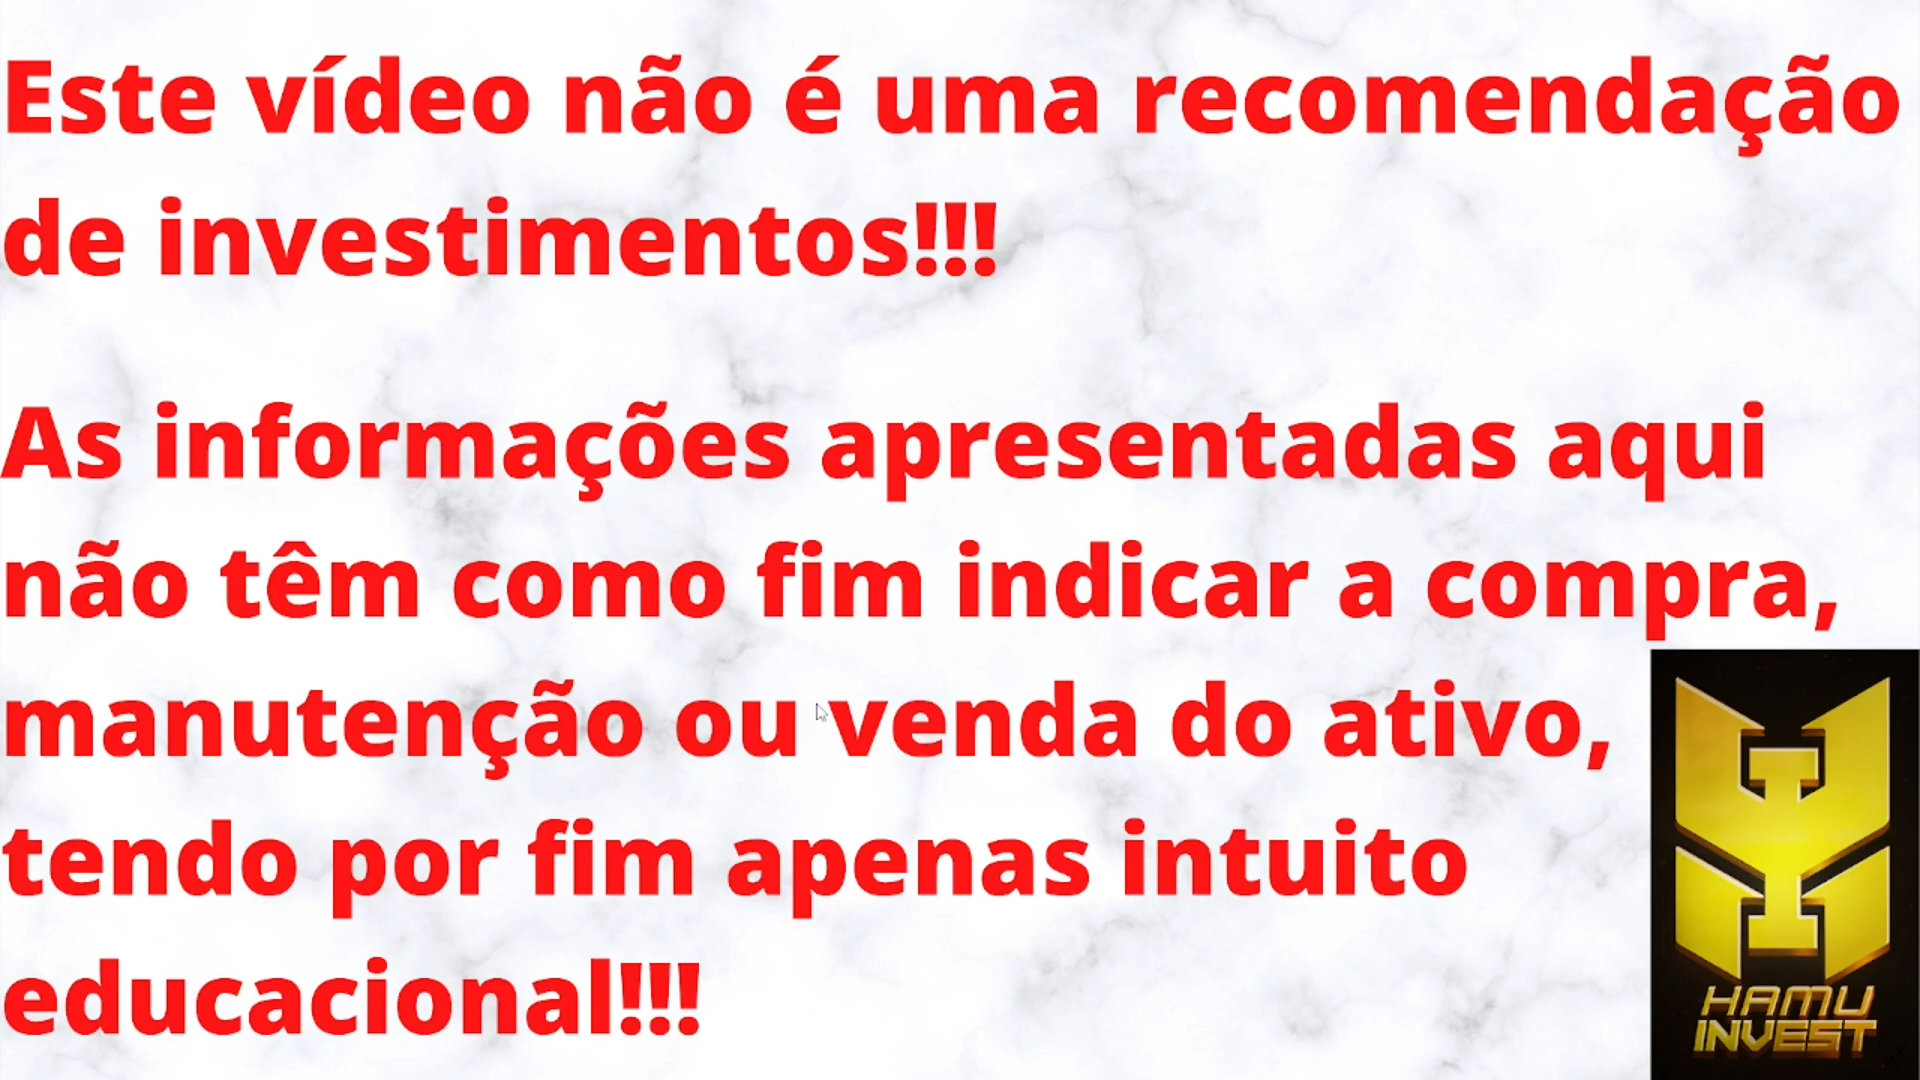 Este vídeo não é uma recomendação
de investimentos!!!
As informações apresentadas aqui
não têm como fim indicar a compra,
manutenção ou venda do ativo,
tendo por fim apenas intuito
educacional!!!
HAMU
INVEST